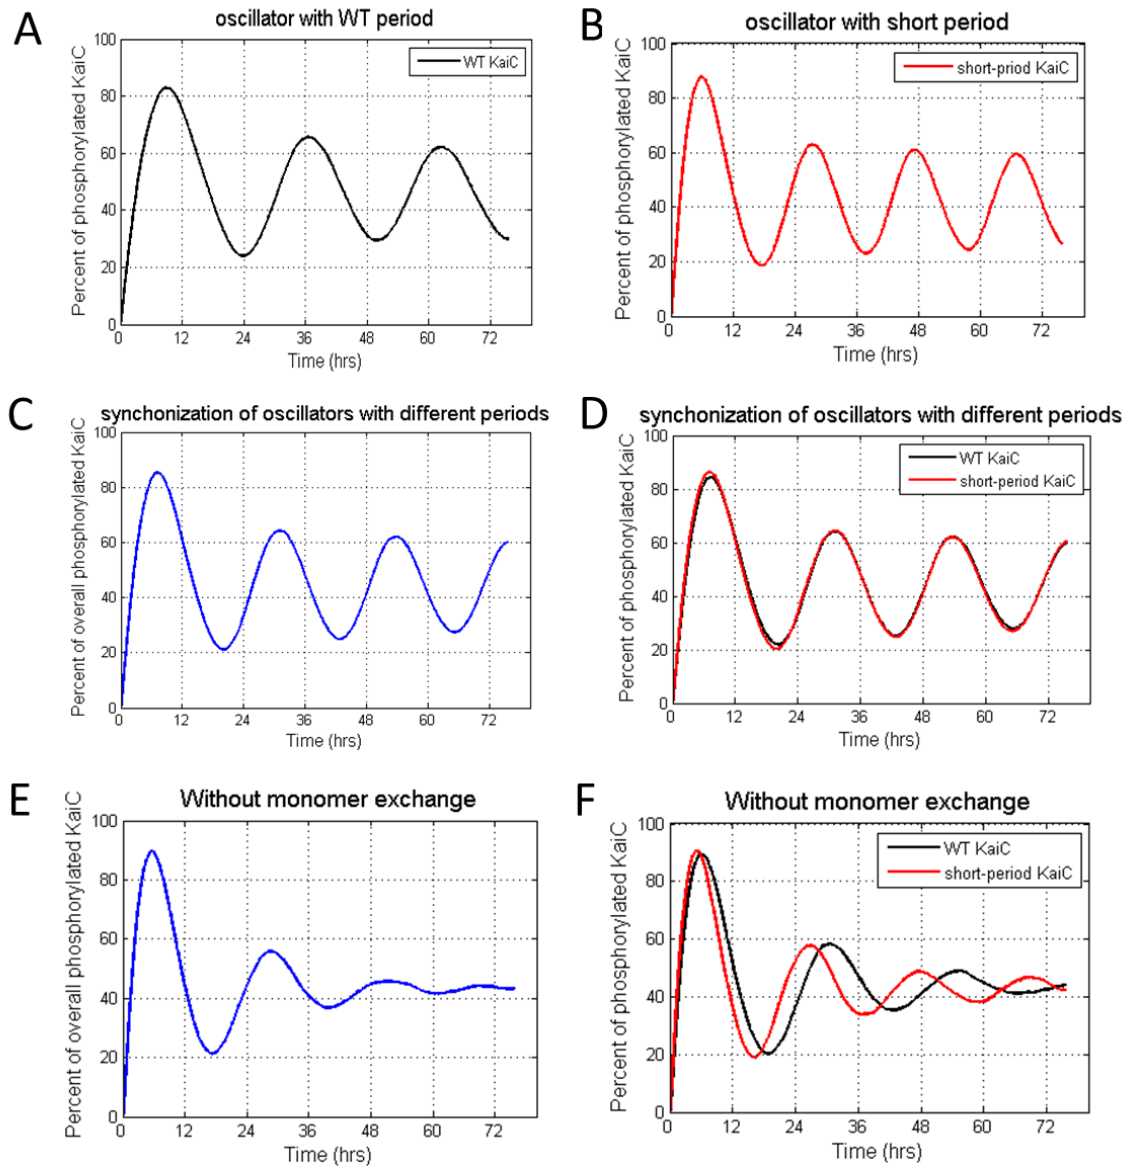 A
oscillator with WT period
WT KaiC
Percent of phosphorylated KaiC
100
80
60
40
20
0
0 12 24 36 48 60 72
Time (hrs)
B
oscillator with short period
short-priod KaiC
Percent of phosphorylated KaiC
100
80
60
40
20
0
0 12 24 36 48 60 72
Time (hrs)
C
synchonization of oscillators with different periods
Percent of overall phosphorylated KaiC
100
80
60
40
20
0
0 12 24 36 48 60 72
Time (hrs)
D
synchonization of oscillators with different periods
WT KaiC
short-period KaiC
Percent of phosphorylated KaiC
100
80
60
40
20
0
0 12 24 36 48 60 72
Time (hrs)
E
Without monomer exchange
Percent of overall phosphorylated KaiC
100
80
60
40
20
0
0 12 24 36 48 60 72
Time (hrs)
F
Without monomer exchange
WT KaiC
short-period KaiC
Percent of phosphorylated KaiC
100
80
60
40
20
0
0 12 24 36 48 60 72
Time (hrs)